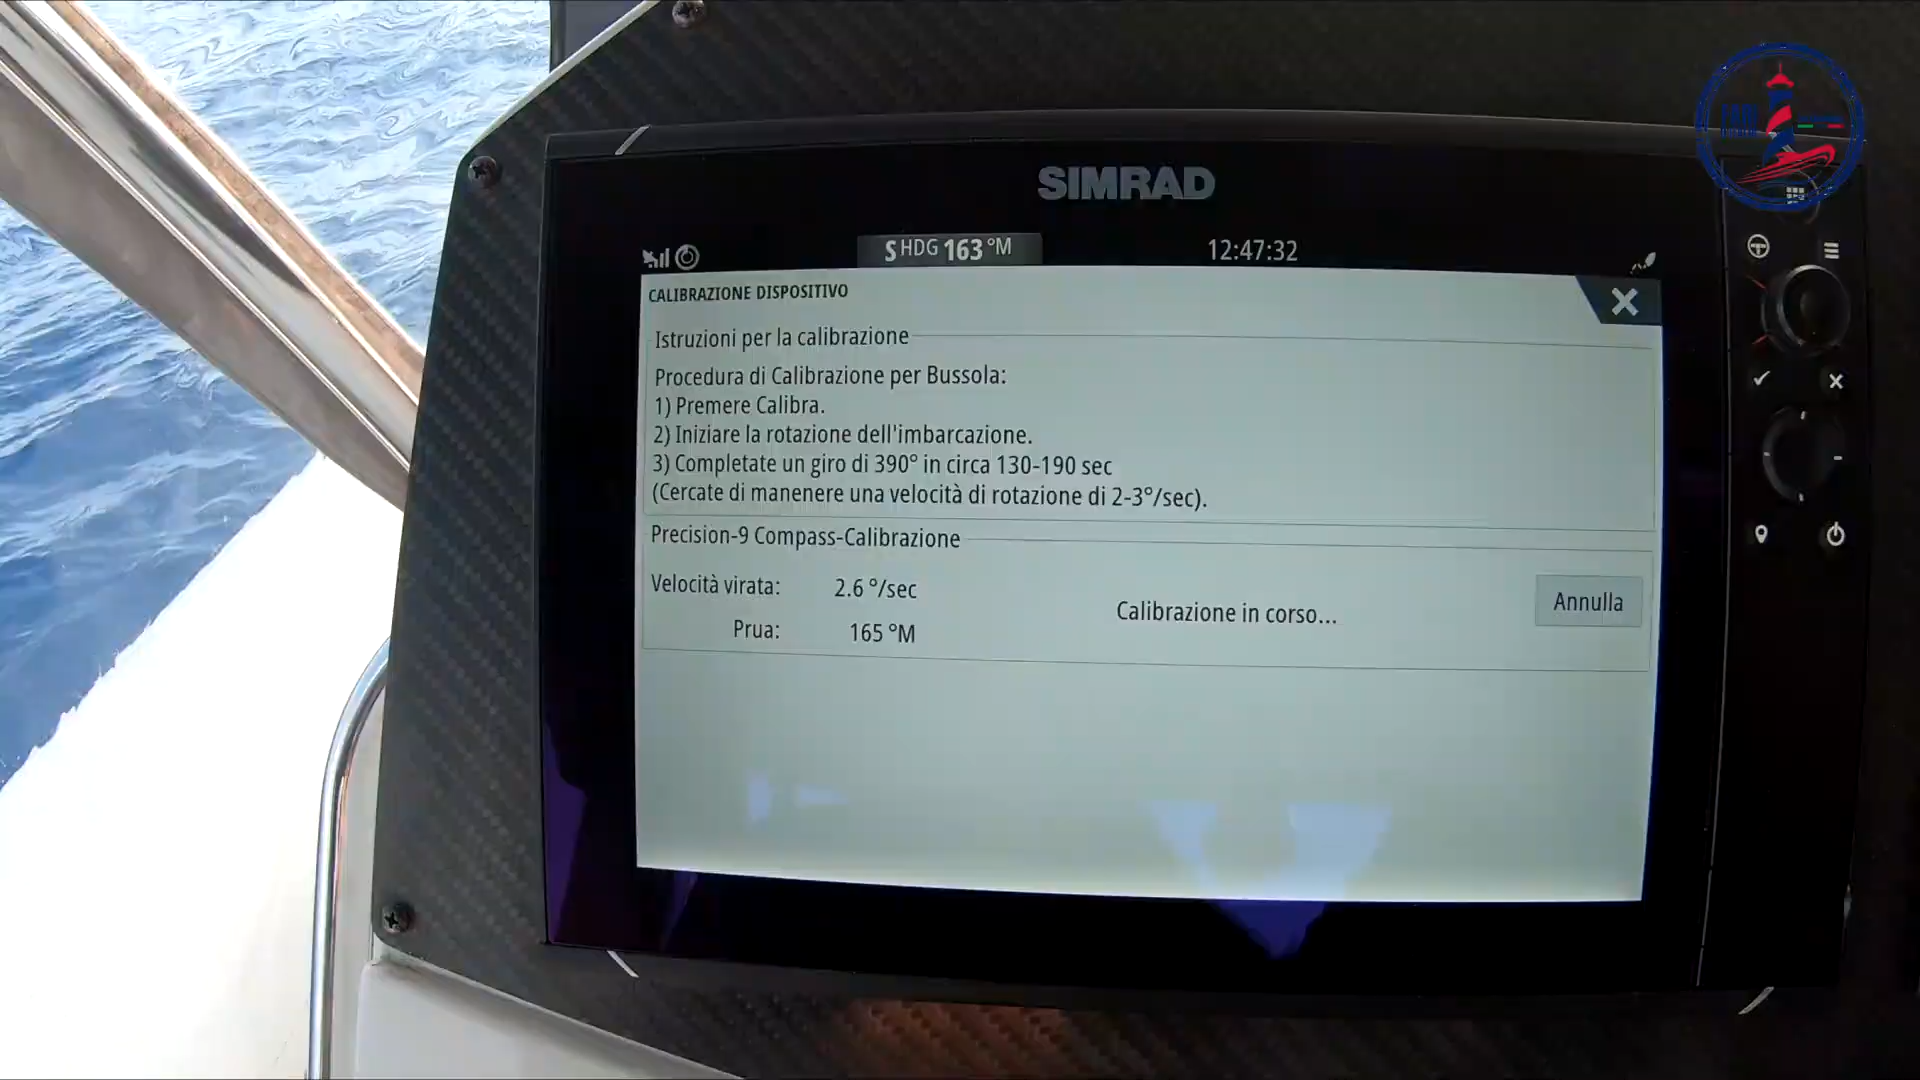 SIMRAD
S HDG 163 °M
12:47:32
CALIBRAZIONE DISPOSITIVO
Istruzioni per la calibrazione
Procedura di Calibrazione per Bussola:
1) Premere Calibra.
2) Iniziare la rotazione dell'imbarcazione.
3) Completate un giro di 390° in circa 130-190 sec
(Cercate di manenere una velocità di rotazione di 2-3°/sec).
Precision-9 Compass-Calibrazione
Velocità virata: 2.6 °/sec
Prua: 165 °M
Calibrazione in corso...
Annulla